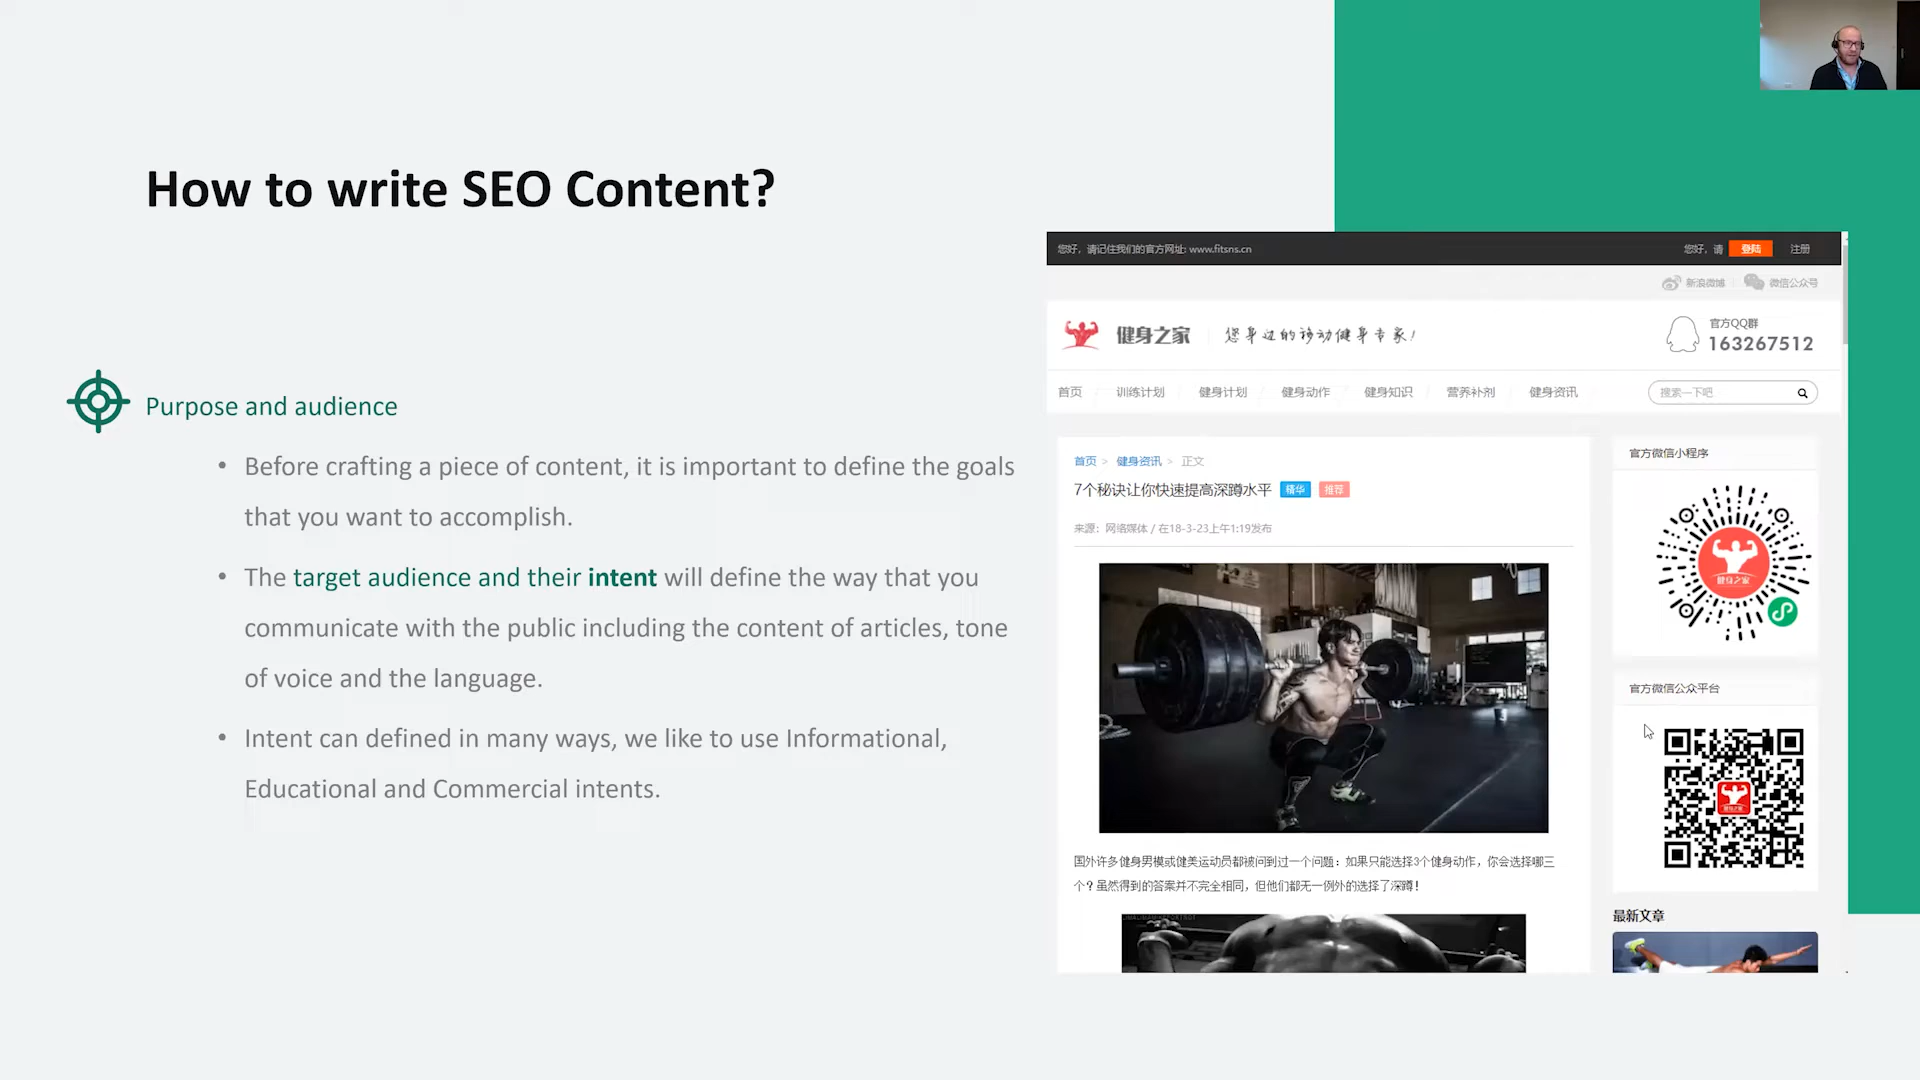 How to write SEO Content?
Purpose and audience
• Before crafting a piece of content, it is important to define the goals
that you want to accomplish.
• The target audience and their intent will define the way that you
communicate with the public including the content of articles, tone
of voice and the language.
• Intent can defined in many ways, we like to use Informational,
Educational and Commercial intents.
您好，请记住我们的官方网址: www.fitsns.cn
您好，请 登陆 注册
新浪微博 微信公众号
健身之家 您身边的移动健身专家！
官方QQ群
163267512
首页 训练计划 健身计划 健身动作 健身知识 营养补剂 健身资讯 搜索一下吧
首页 > 健身资讯 > 正文
7个秘诀让你快速提高深蹲水平 精华 推荐
来源：网络媒体 / 在18-3-23上午1:19发布
国外许多健身男模或健美运动员都被问到过一个问题：如果只能选择3个健身动作，你会选择哪三
个？虽然得到的答案并不完全相同，但他们都无一例外的选择了深蹲！
官方微信小程序
健身之家
官方微信公众平台
最新文章